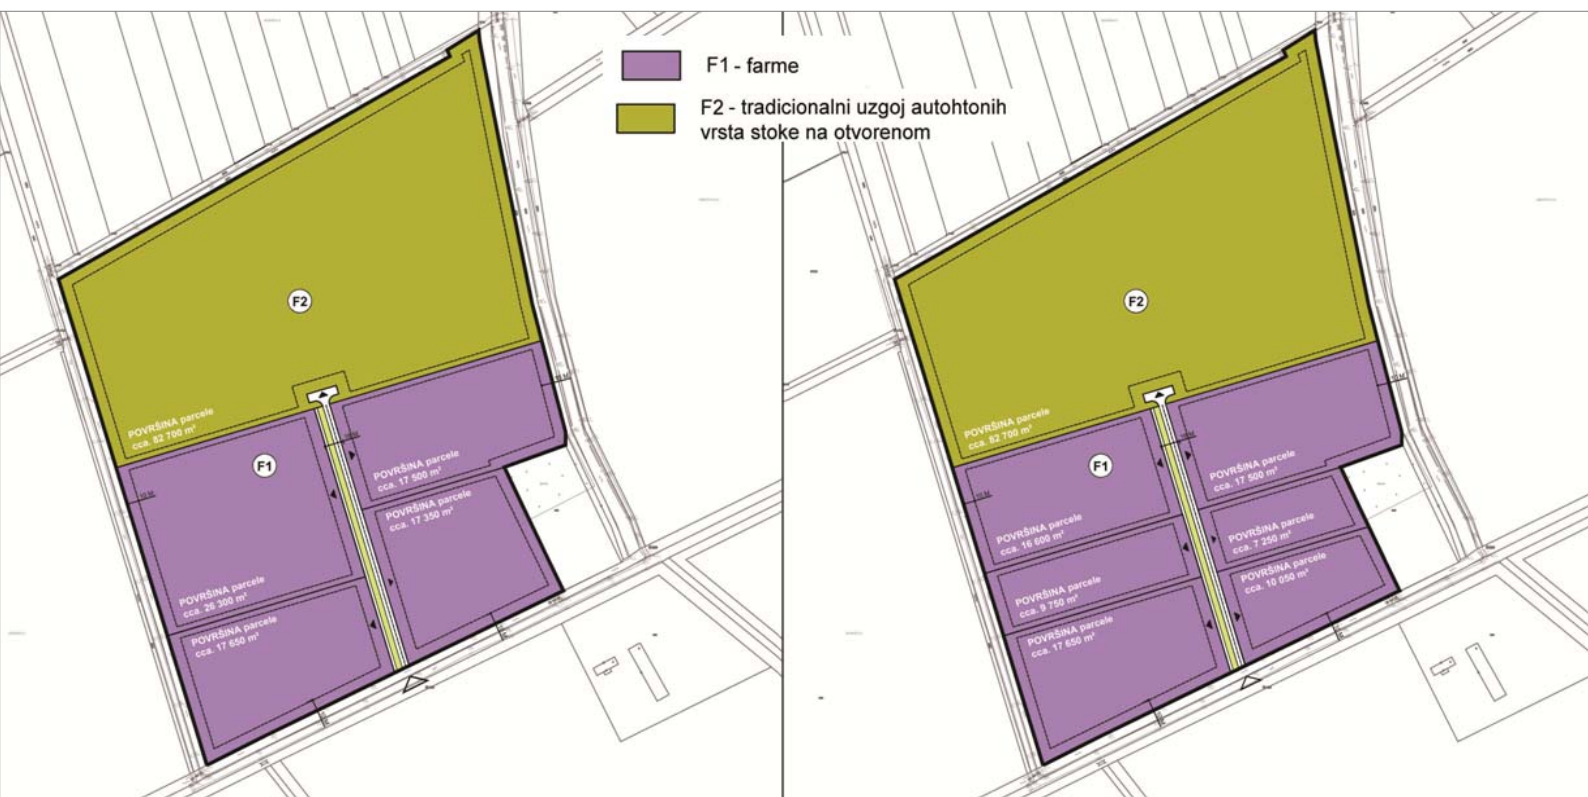 F1 - farme
F2 - tradicionalni uzgoj autohtonih
vrsta stoke na otvorenom
F2
POVRŠINA parcele
cca. 82 700 m²
F1
POVRŠINA parcele
cca. 17 500 m²
POVRŠINA parcele
cca. 17 350 m²
POVRŠINA parcele
cca. 26 300 m²
POVRŠINA parcele
cca. 17 650 m²
F2
POVRŠINA parcele
cca. 82 700 m²
F1
POVRŠINA parcele
cca. 17 500 m²
POVRŠINA parcele
cca. 16 600 m²
POVRŠINA parcele
cca. 7 250 m²
POVRŠINA parcele
cca. 9 750 m²
POVRŠINA parcele
cca. 10 050 m²
POVRŠINA parcele
cca. 17 650 m²